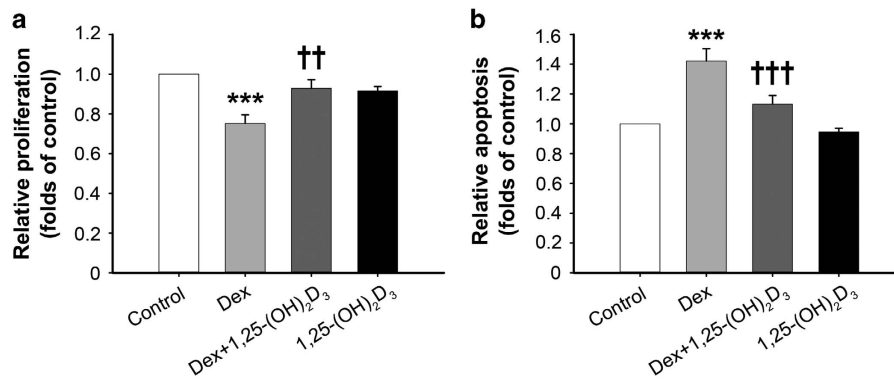 a
Relative proliferation
(folds of control)
1.2
1.0
0.8
0.6
0.4
0.2
0
***
††
Control
Dex
Dex+1,25-(OH)₂D₃
1,25-(OH)₂D₃
b
Relative apoptosis
(folds of control)
1.6
1.4
1.2
1.0
0.8
0.6
0.4
0.2
0
***
†††
Control
Dex
Dex+1,25-(OH)₂D₃
1,25-(OH)₂D₃